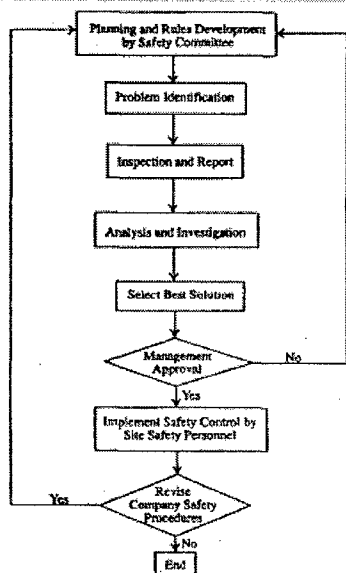 Planning and Rules Development
by Safety Committee
Problem Identification
Inspection and Report
Analysis and Investigation
Select Best Solution
Management
Approval
No
Yes
Implement Safety Control by
Site Safety Personnel
Yes
Revise
Company Safety
Procedures
No
End